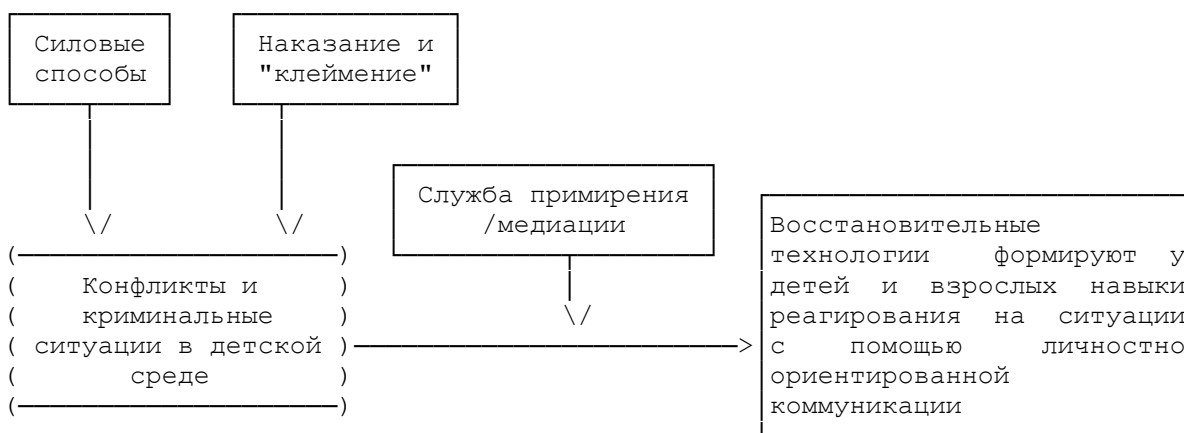 Силовые
способы
Наказание и
"клеймение"
Служба примирения
/медиации
Конфликты и
криминальные
ситуации в детской
среде
Восстановительные
технологии формируют у
детей и взрослых навыки
реагирования на ситуации
с помощью личностно
ориентированной
коммуникации